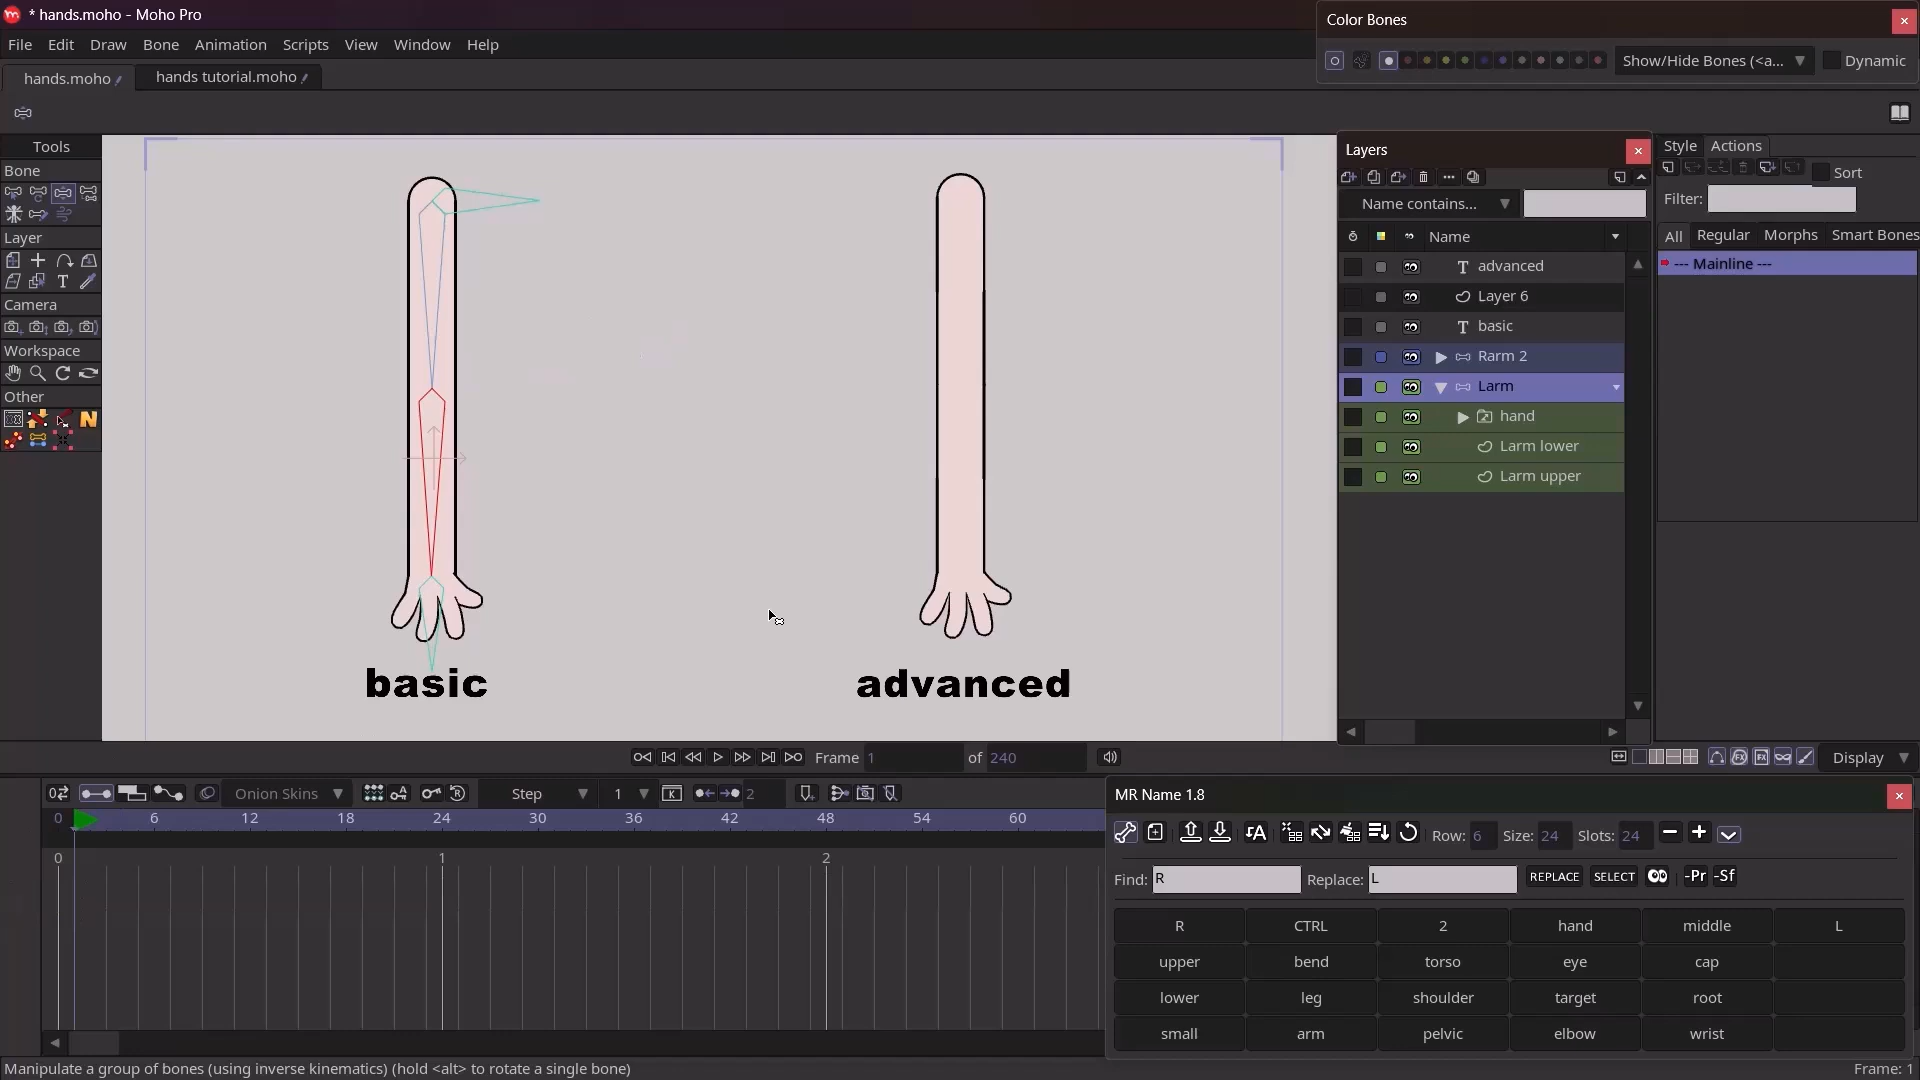 * hands.moho - Moho Pro
Color Bones
File Edit Draw Bone Animation Scripts View Window Help
Show/Hide Bones (<a... Dynamic
hands.moho hands tutorial.moho
Tools
Bone
Layer
Camera
Workspace
Other
basic
advanced
Layers
Name contains...
Name
advanced
Layer 6
basic
Rarm 2
Larm
hand
Larm lower
Larm upper
Style Actions
Sort
Filter:
All Regular Morphs Smart Bones
--- Mainline ---
Frame 1 of 240
Display
Onion Skins Step 1 2
0 6 12 18 24 30 36 42 48 54 60
0 1 2
MR Name 1.8
Row: 6 Size: 24 Slots: 24
Find: R Replace: L REPLACE SELECT -Pr -Sf
R CTRL 2 hand middle L
upper bend torso eye cap
lower leg shoulder target root
small arm pelvic elbow wrist
Manipulate a group of bones (using inverse kinematics) (hold <alt> to rotate a single bone)
Frame: 1